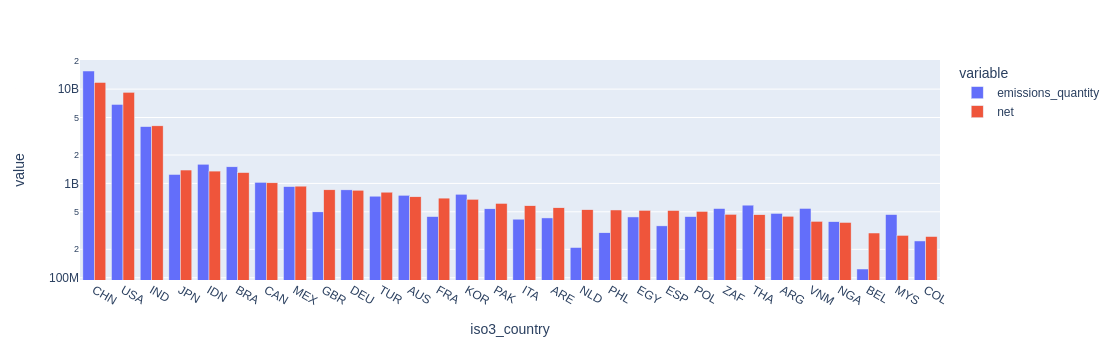 variable
emissions_quantity
net
value
2
10B
5
2
1B
5
2
100M
CHN USA IND JPN IDN BRA CAN MEX GBR DEU TUR AUS FRA KOR PAK ITA ARE NLD PHL EGY ESP POL ZAF THA ARG VNM NGA BEL MYS COL
iso3_country